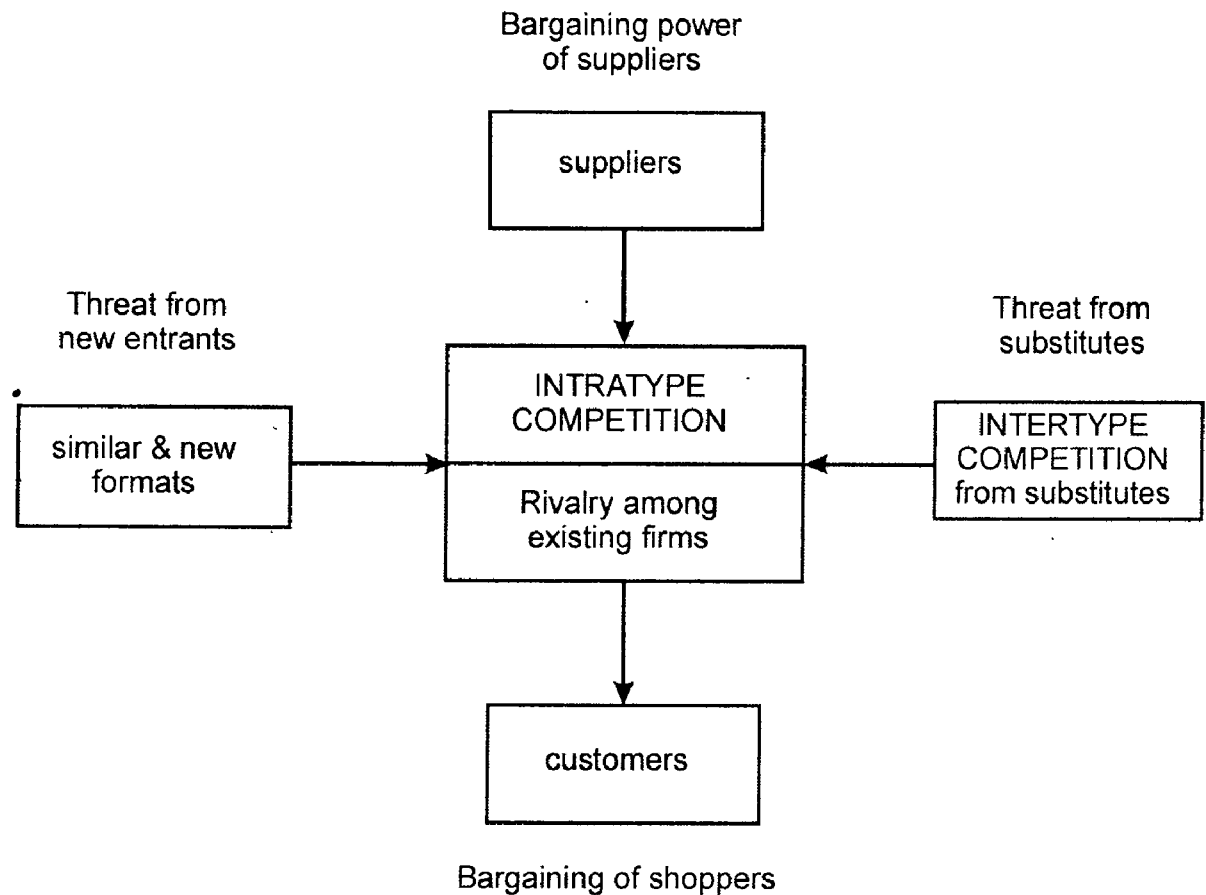 Bargaining power
of suppliers
suppliers
Threat from
new entrants
Threat from
substitutes
INTRATYPE
COMPETITION
similar & new
formats
INTERTYPE
COMPETITION
from substitutes
Rivalry among
existing firms
customers
Bargaining of shoppers